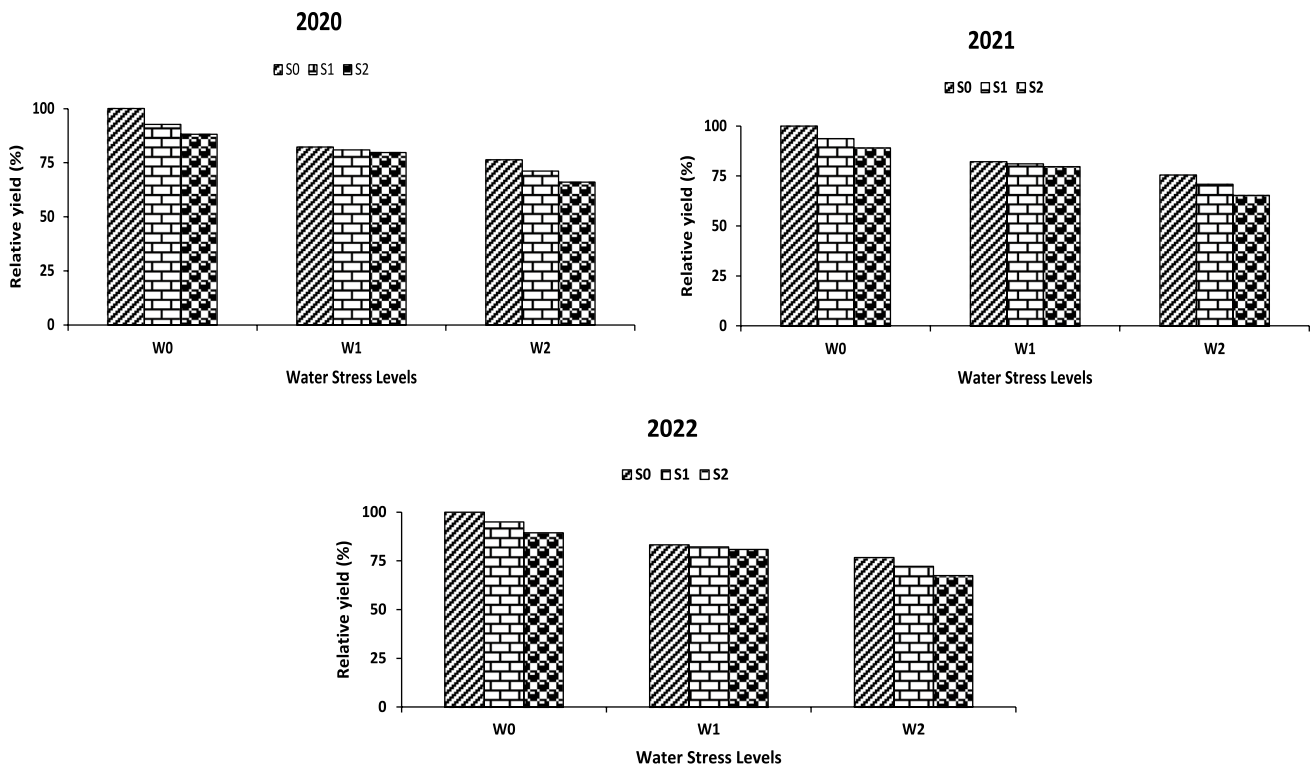 2020
S0 S1 S2
100
75
50
25
0
Relative yield (%)
W0 W1 W2
Water Stress Levels
2021
S0 S1 S2
100
75
50
25
0
Relative yield (%)
W0 W1 W2
Water Stress Levels
2022
S0 S1 S2
100
75
50
25
0
Relative yield (%)
W0 W1 W2
Water Stress Levels